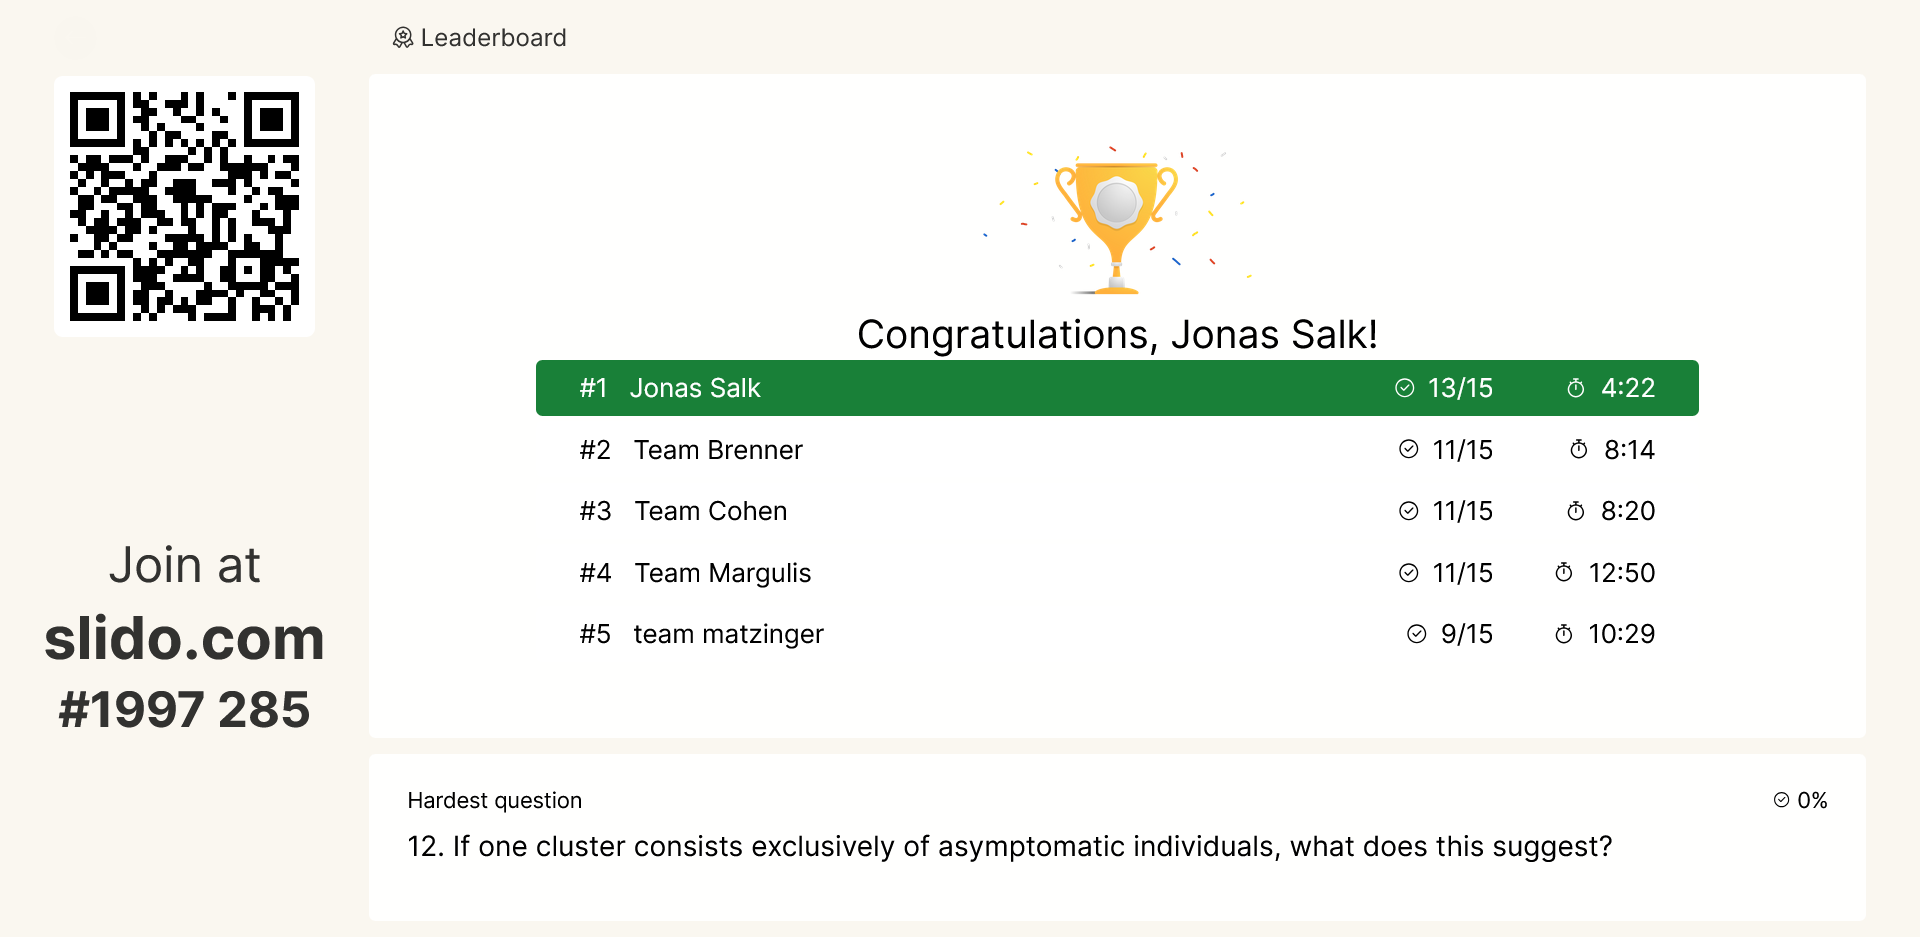 Leaderboard
Congratulations, Jonas Salk!
#1 Jonas Salk 13/15 4:22
#2 Team Brenner 11/15 8:14
#3 Team Cohen 11/15 8:20
#4 Team Margulis 11/15 12:50
#5 team matzinger 9/15 10:29
Join at
slido.com
#1997 285
Hardest question 0%
12. If one cluster consists exclusively of asymptomatic individuals, what does this suggest?